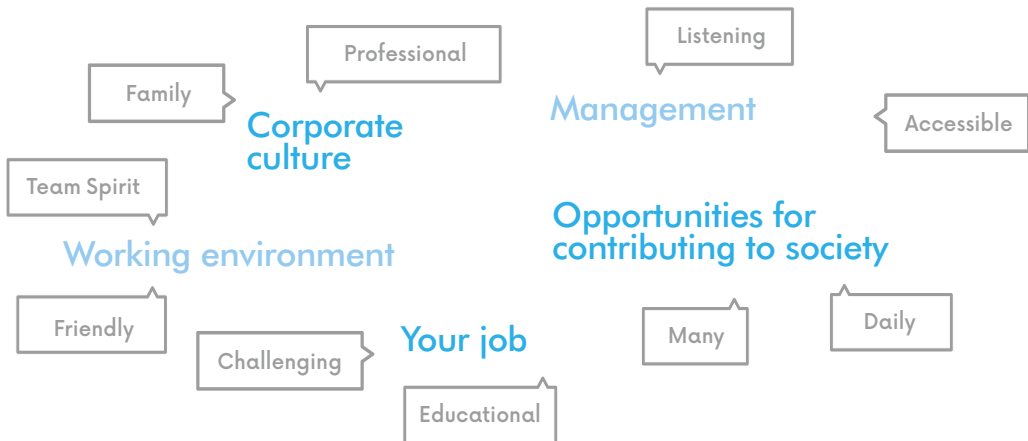 Professional
Listening
Family
Management
Accessible
Corporate
culture
Team Spirit
Opportunities for
contributing to society
Working environment
Friendly
Daily
Many
Your job
Challenging
Educational